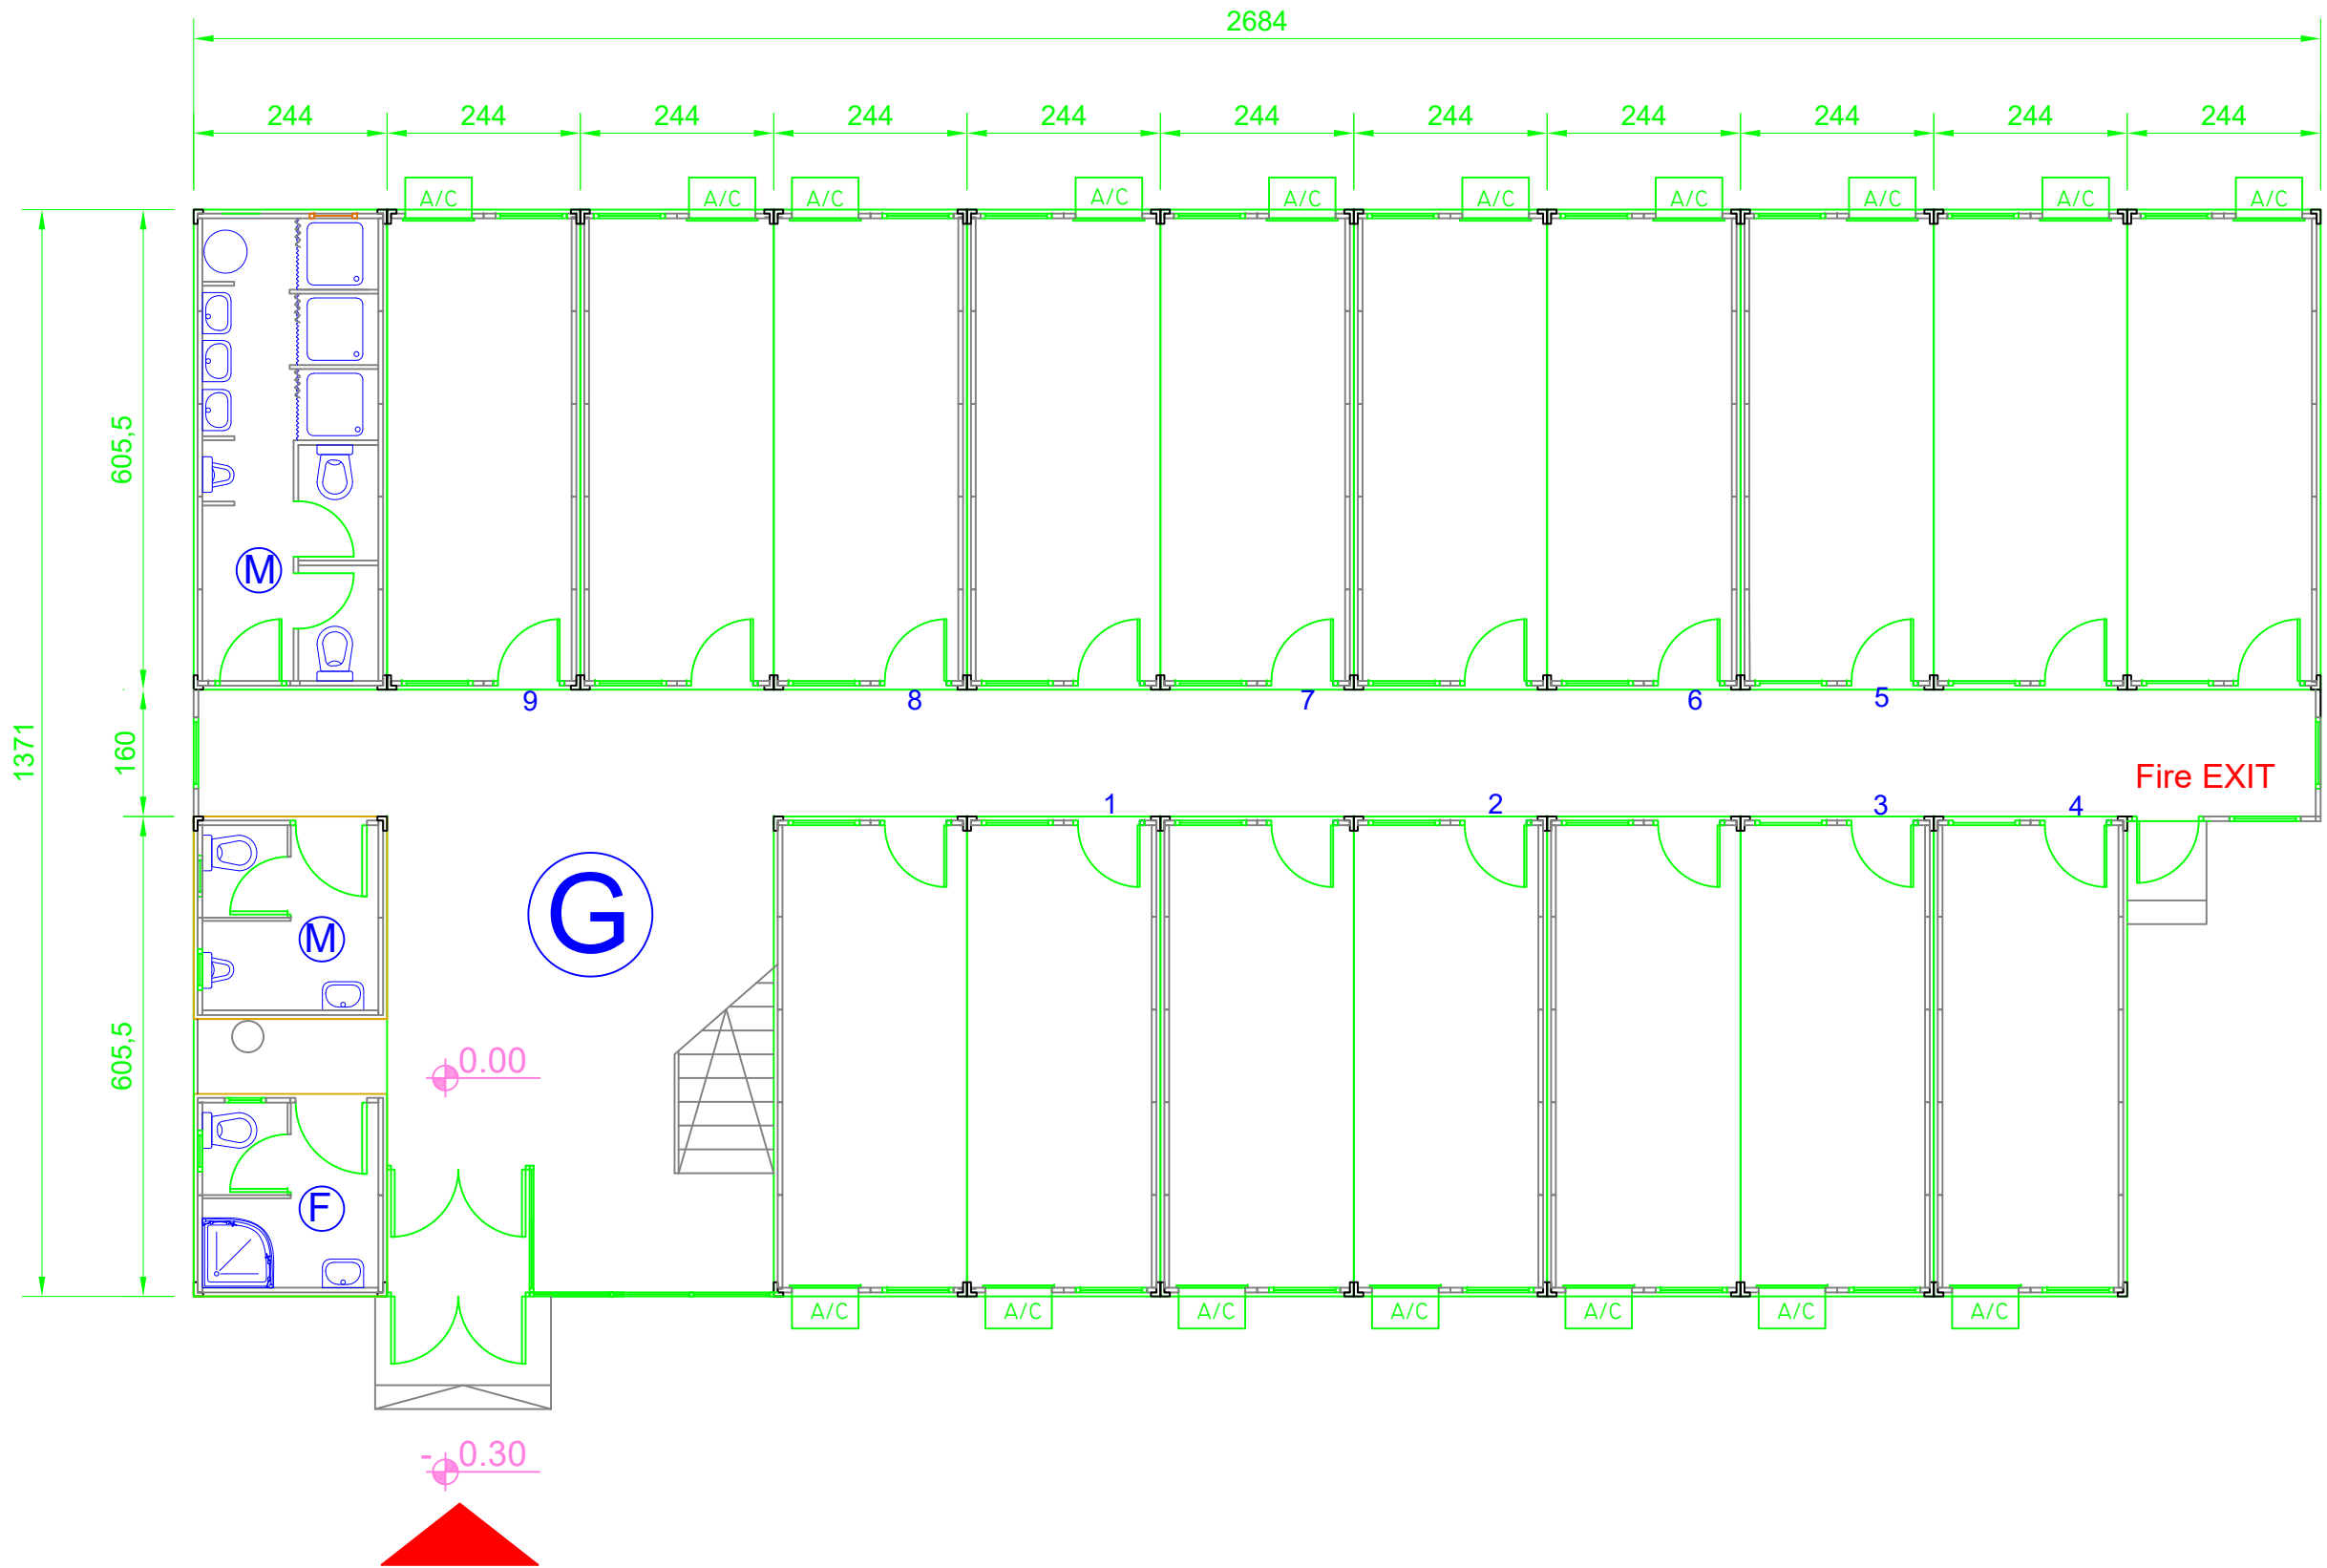 2684
244 244 244 244 244 244 244 244 244 244 244
A/C A/C A/C A/C A/C A/C A/C A/C A/C A/C
605,5
M
9 8 7 6 5
1371
160
Fire EXIT
1 2 3 4
G
M
605,5
0.00
F
A/C A/C A/C A/C A/C A/C A/C
- 0.30